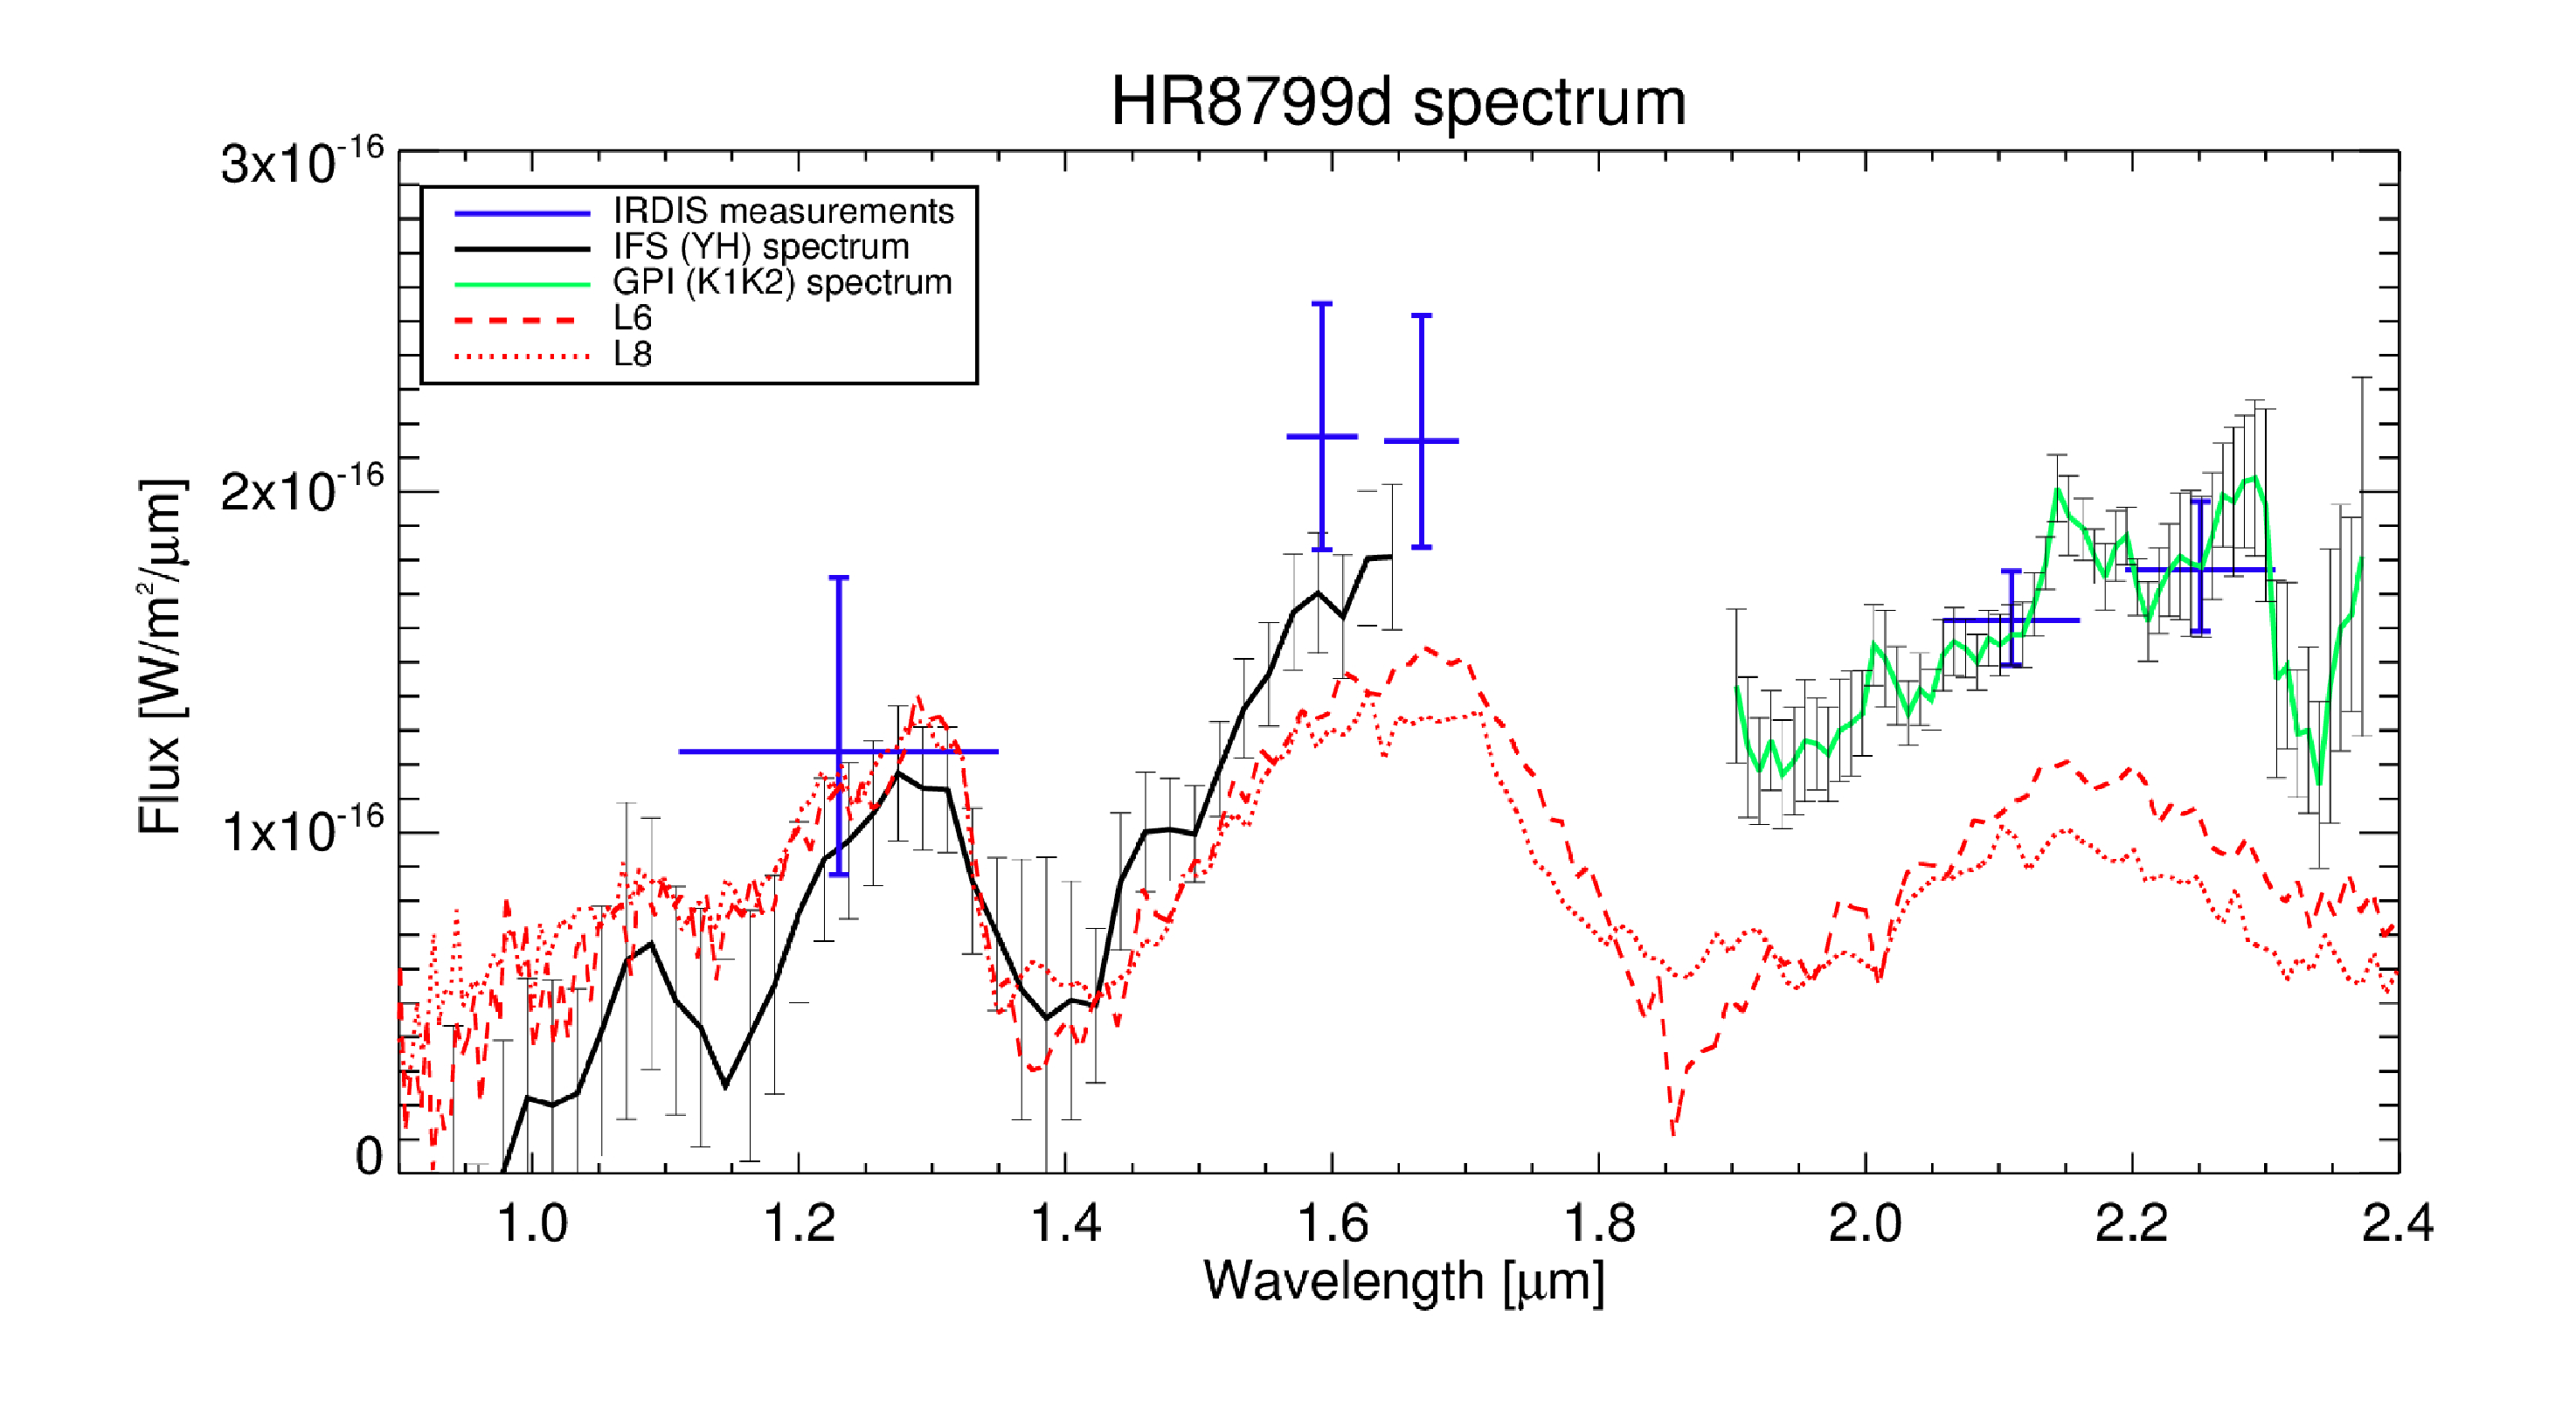 HR8799d spectrum
3x10^-16
IRDIS measurements
IFS (YH) spectrum
GPI (K1K2) spectrum
L6
L8
2x10^-16
1x10^-16
0
Flux [W/m²/μm]
1.0 1.2 1.4 1.6 1.8 2.0 2.2 2.4
Wavelength [μm]